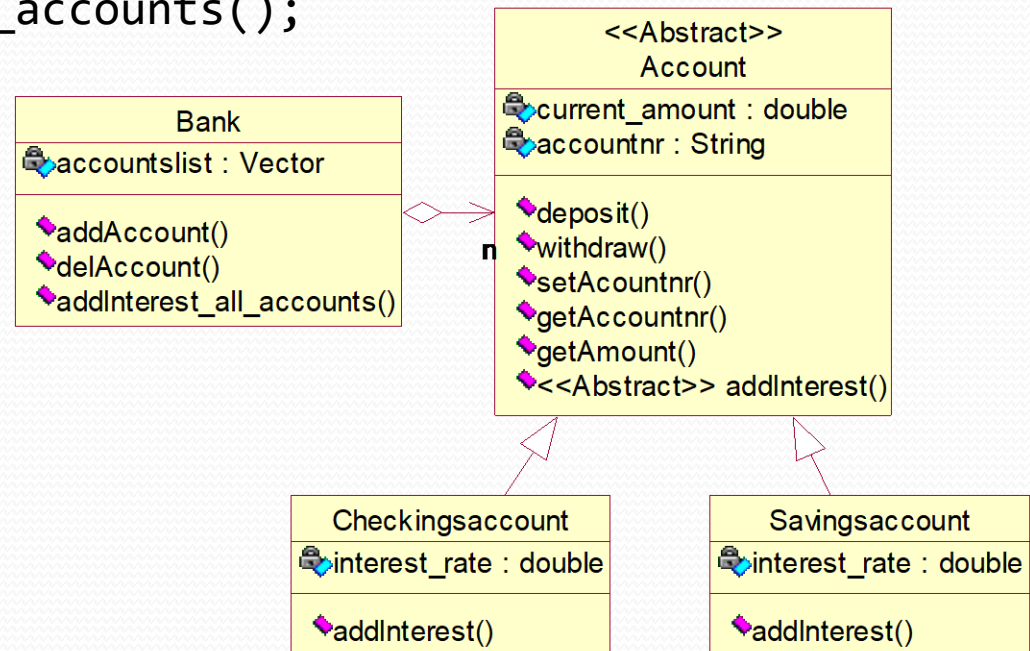 _accounts();
Bank
accountslist : Vector
addAccount()
delAccount()
addInterest_all_accounts()
n
<<Abstract>>
Account
current_amount : double
accountnr : String
deposit()
withdraw()
setAcountnr()
getAccountnr()
getAmount()
<<Abstract>> addInterest()
Checkingsaccount
interest_rate : double
addInterest()
Savingsaccount
interest_rate : double
addInterest()